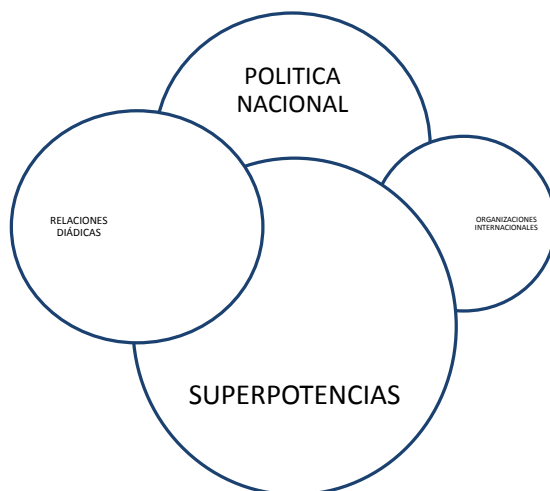 POLITICA
NACIONAL
RELACIONES
DIÁDICAS
ORGANIZACIONES
INTERNACIONALES
SUPERPOTENCIAS